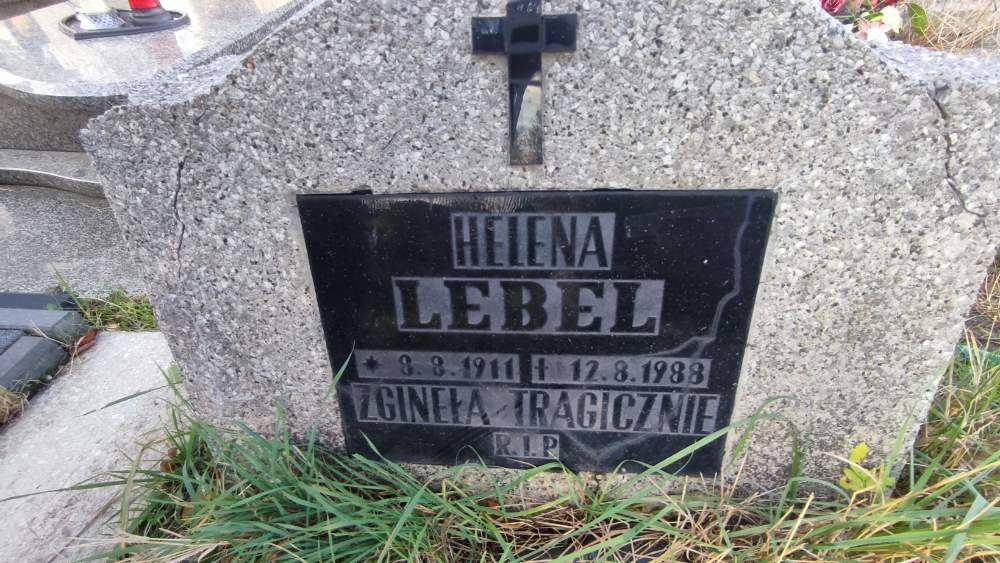 HELENA
LEBEL
* 8.8.1911 + 12.8.1988
ZGINEŁA TRAGICZNIE
R.I.P